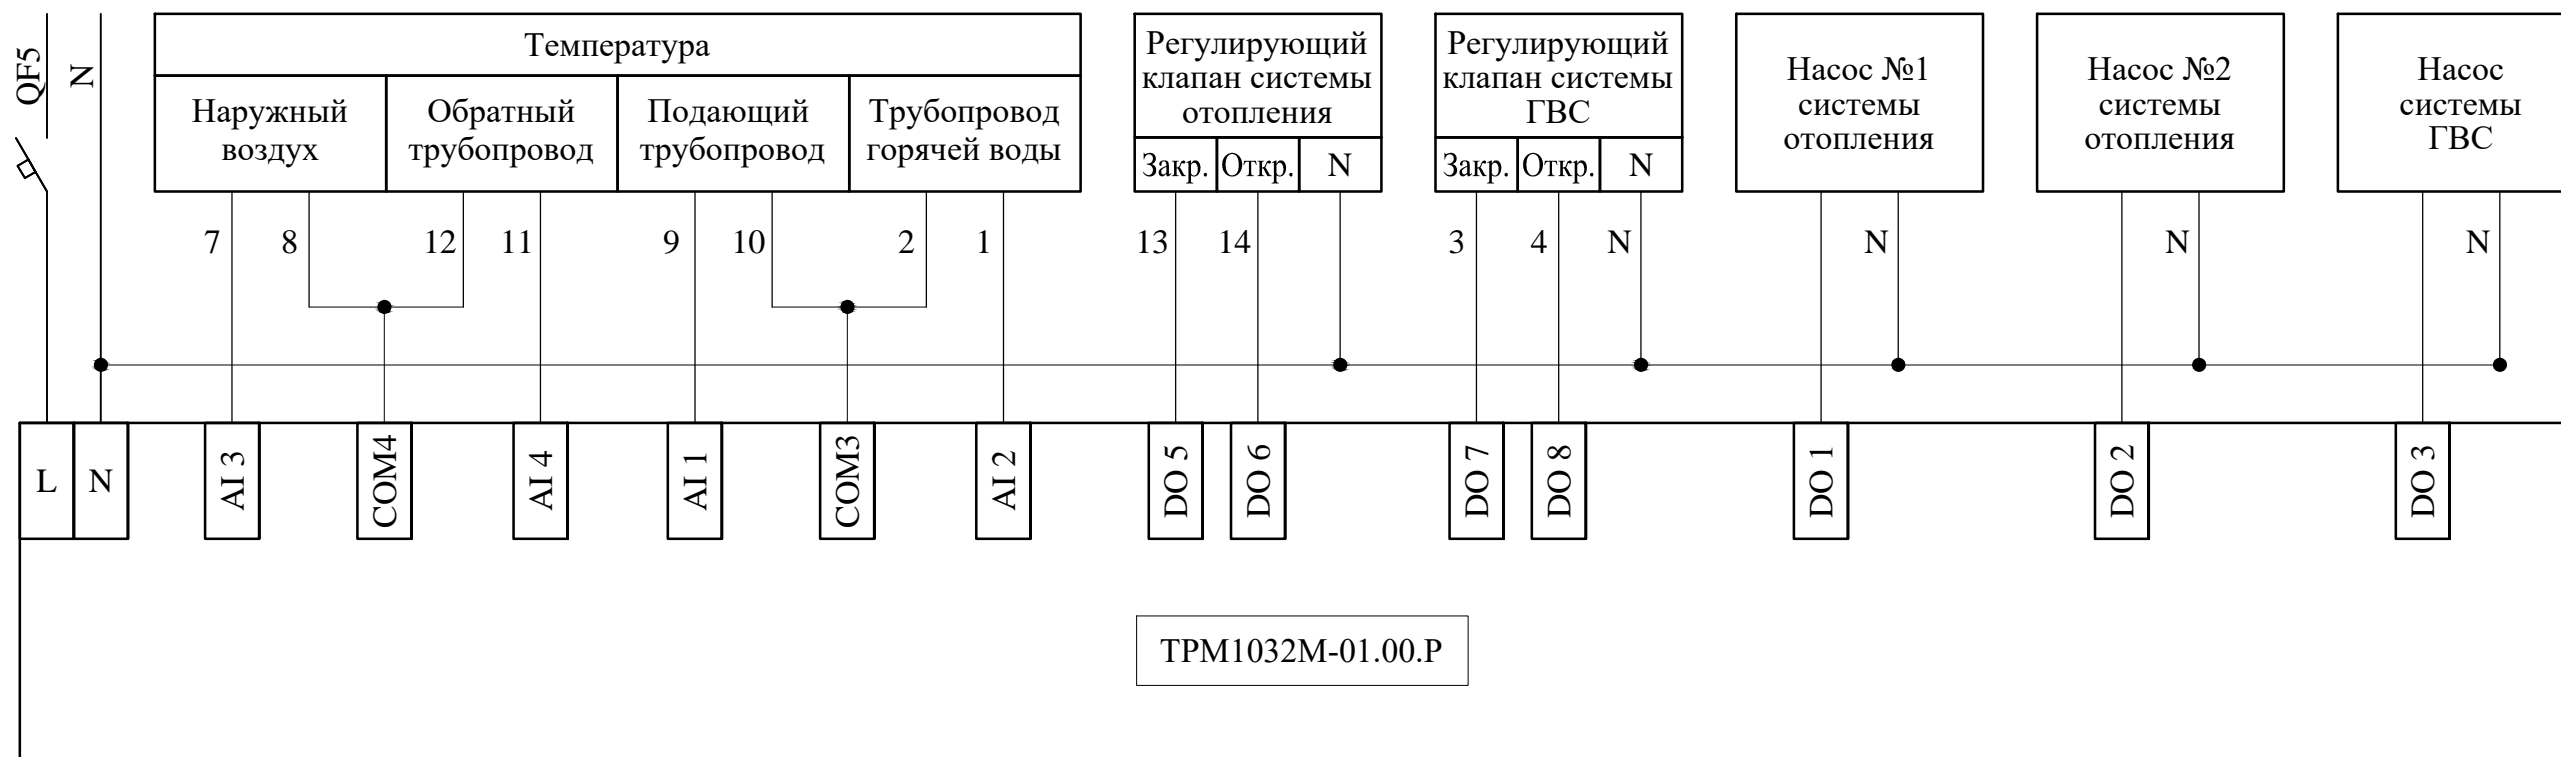 QF5
N
Температура
Наружный
воздух
Обратный
трубопровод
Подающий
трубопровод
Трубопровод
горячей воды
Регулирующий
клапан системы
отопления
Закр.
Откр.
N
Регулирующий
клапан системы
ГВС
Закр.
Откр.
N
Насос №1
системы
отопления
Насос №2
системы
отопления
Насос
системы
ГВС
7
8
12
11
9
10
2
1
13
14
3
4
N
N
N
N
L
N
AI 3
COM4
AI 4
AI 1
COM3
AI 2
DO 5
DO 6
DO 7
DO 8
DO 1
DO 2
DO 3
ТРМ1032М-01.00.Р